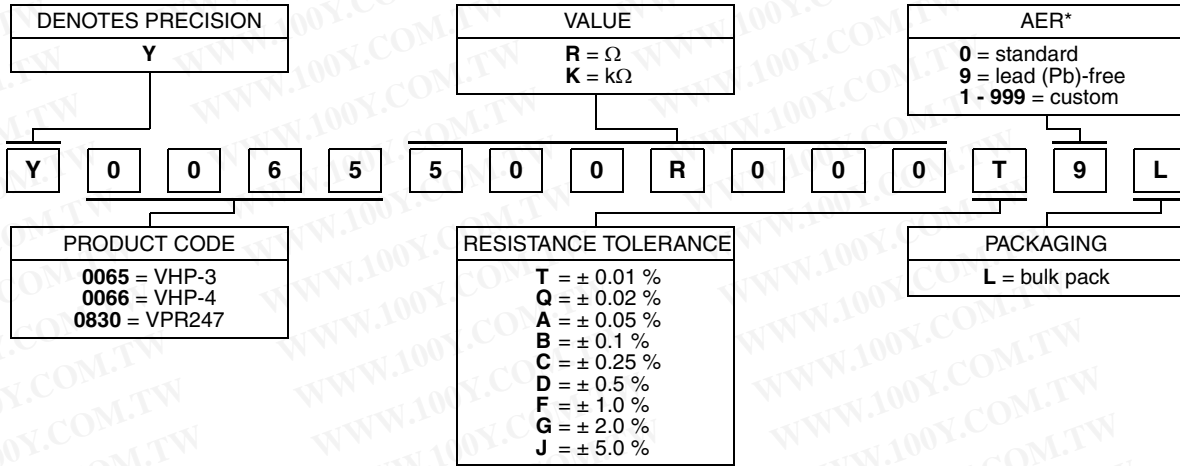 DENOTES PRECISION
Y
VALUE
R = Ω
K = kΩ
AER*
0 = standard
9 = lead (Pb)-free
1 - 999 = custom
Y 0 0 6 5 5 0 0 R 0 0 0 T 9 L
PRODUCT CODE
0065 = VHP-3
0066 = VHP-4
0830 = VPR247
RESISTANCE TOLERANCE
T = ± 0.01 %
Q = ± 0.02 %
A = ± 0.05 %
B = ± 0.1 %
C = ± 0.25 %
D = ± 0.5 %
F = ± 1.0 %
G = ± 2.0 %
J = ± 5.0 %
PACKAGING
L = bulk pack
WWW.100Y.COM.TW